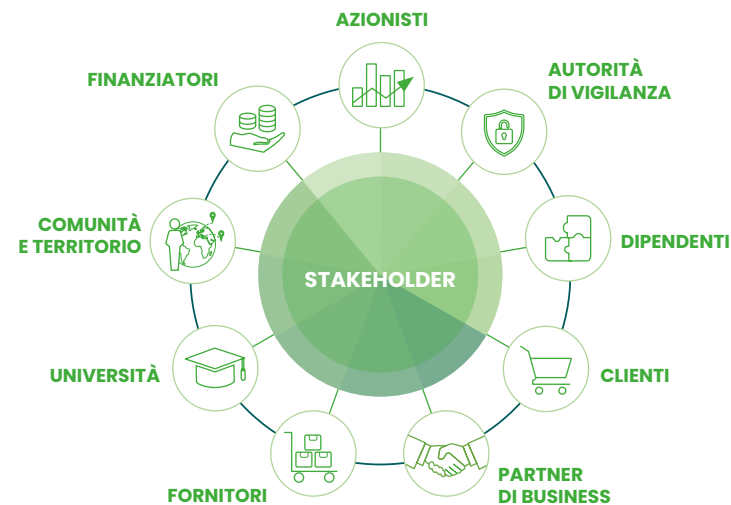 AZIONISTI
FINANZIATORI
AUTORITÀ
DI VIGILANZA
COMUNITÀ
E TERRITORIO
DIPENDENTI
STAKEHOLDER
UNIVERSITÀ
CLIENTI
FORNITORI
PARTNER
DI BUSINESS